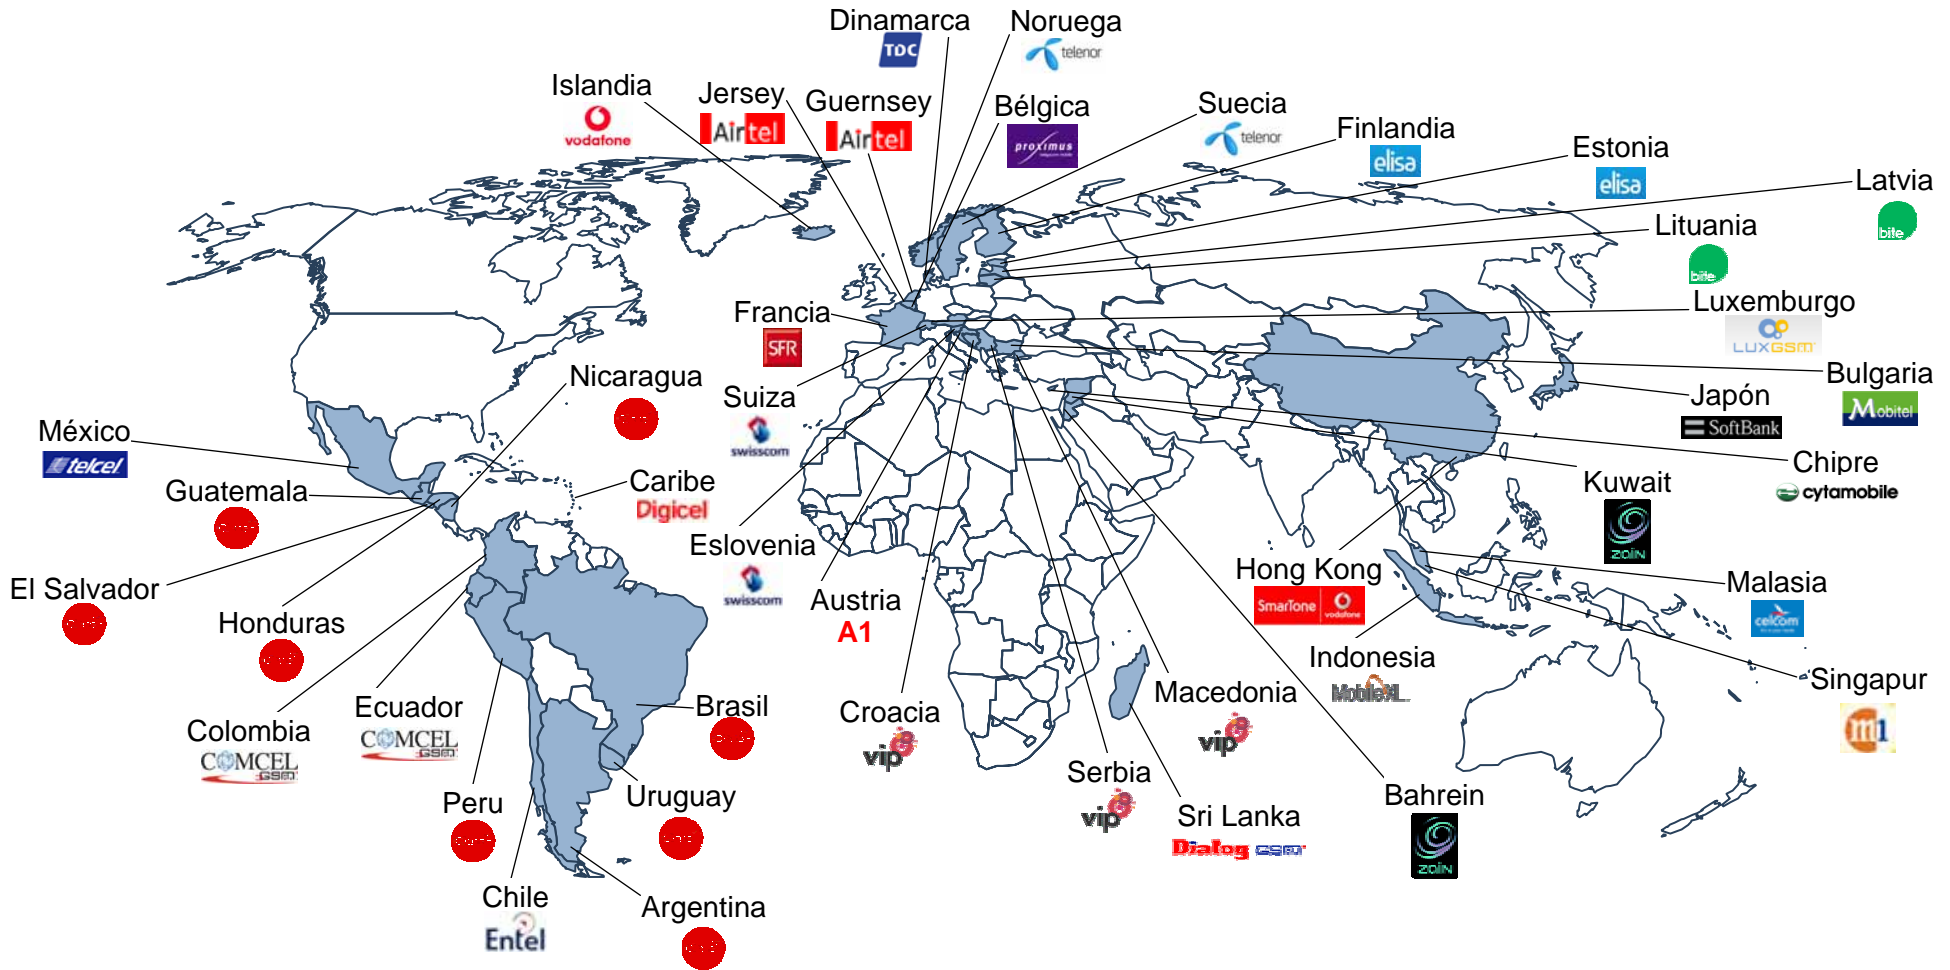 Dinamarca
TDC
Noruega
telenor
Islandia
vodafone
Jersey
Airtel
Guernsey
Airtel
Bélgica
proximus
Suecia
telenor
Finlandia
elisa
Estonia
elisa
Latvia
bite
Lituania
bite
Luxemburgo
LUXGSM
Francia
SFR
Nicaragua
Suiza
swisscom
Bulgaria
Mobitel
Japón
SoftBank
México
telcel
Guatemala
Caribe
Digicel
Chipre
cytamobile
Kuwait
zain
Eslovenia
swisscom
El Salvador
Honduras
Austria
A1
Hong Kong
SmarTone
vodafone
Malasia
celcom
Indonesia
MobileXL
Singapur
m1
Colombia
COMCEL
GSM
Ecuador
COMCEL
GSM
Brasil
Croacia
vip
Macedonia
vip
Serbia
vip
Peru
Uruguay
Sri Lanka
Dialog GSM
Bahrein
zain
Chile
Entel
Argentina